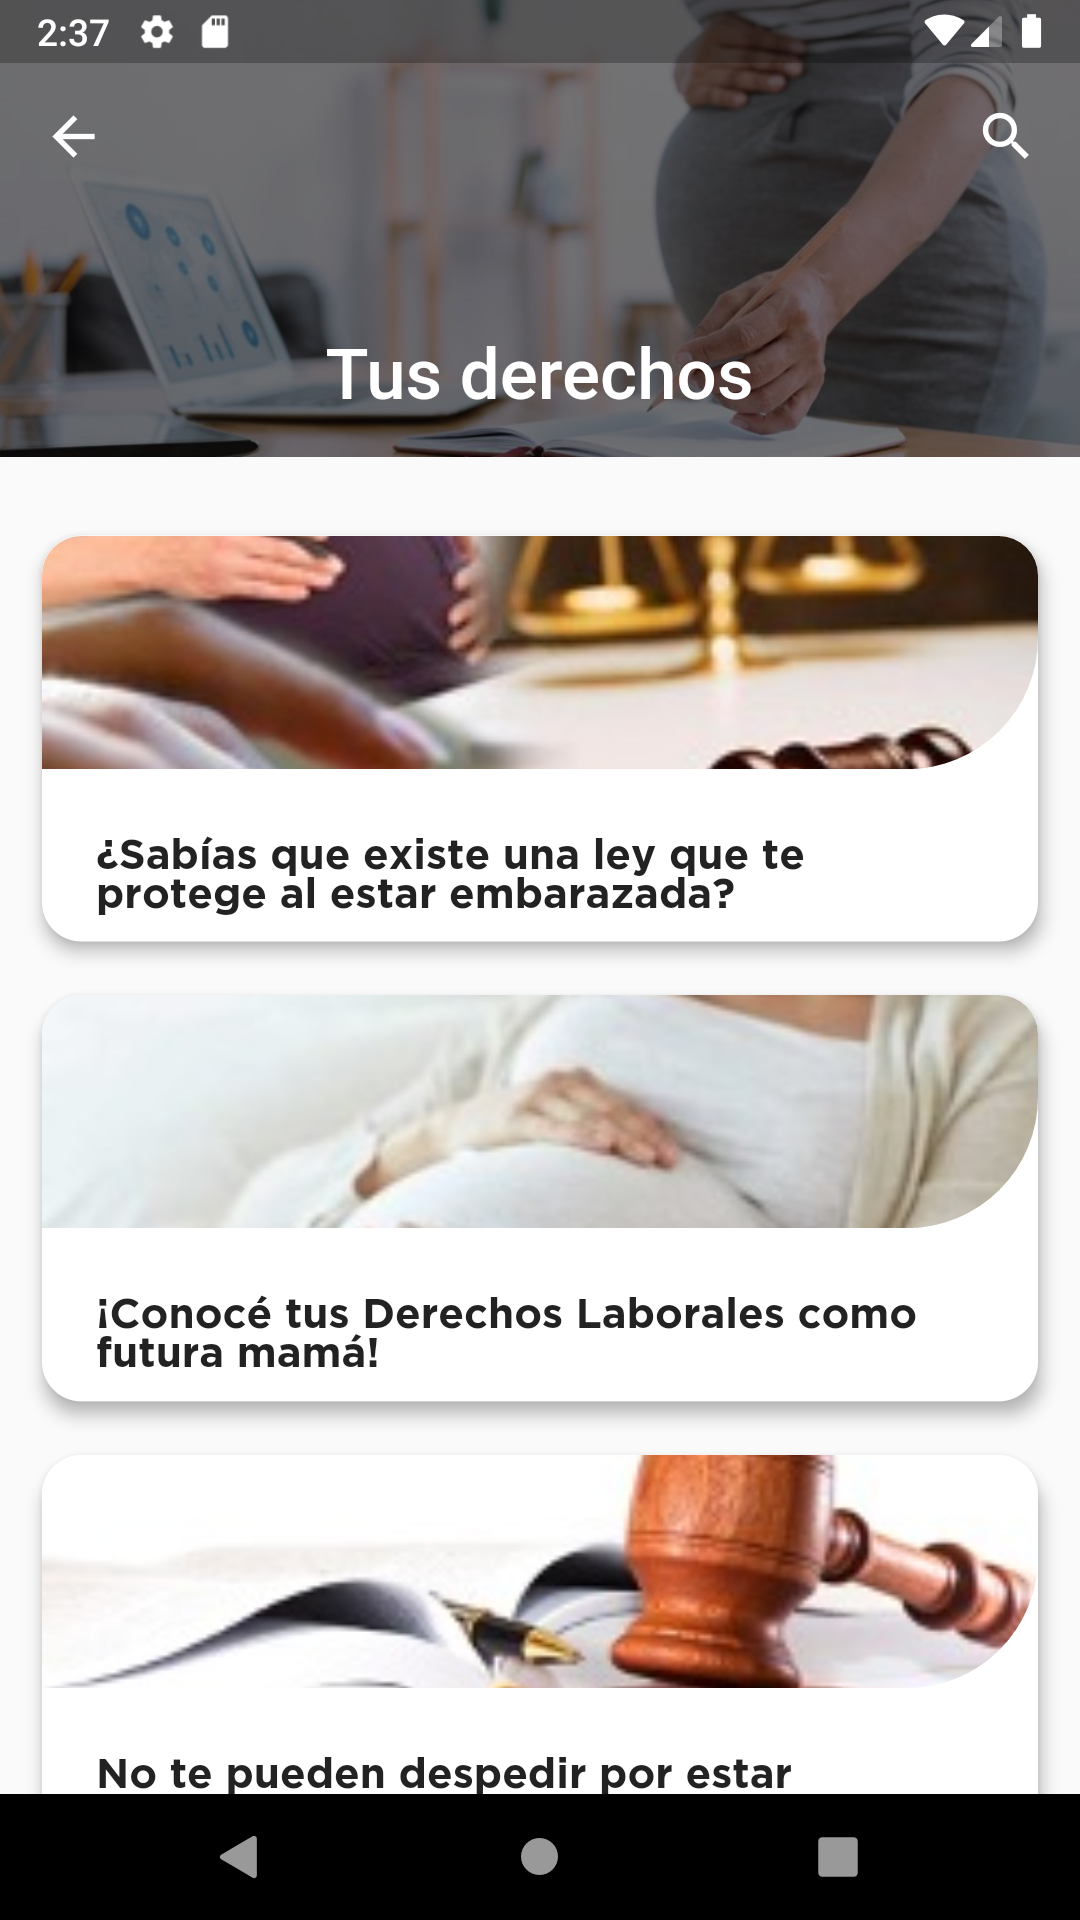 2:37
Tus derechos
¿Sabías que existe una ley que te
protege al estar embarazada?
¡Conocé tus Derechos Laborales como
futura mamá!
No te pueden despedir por estar